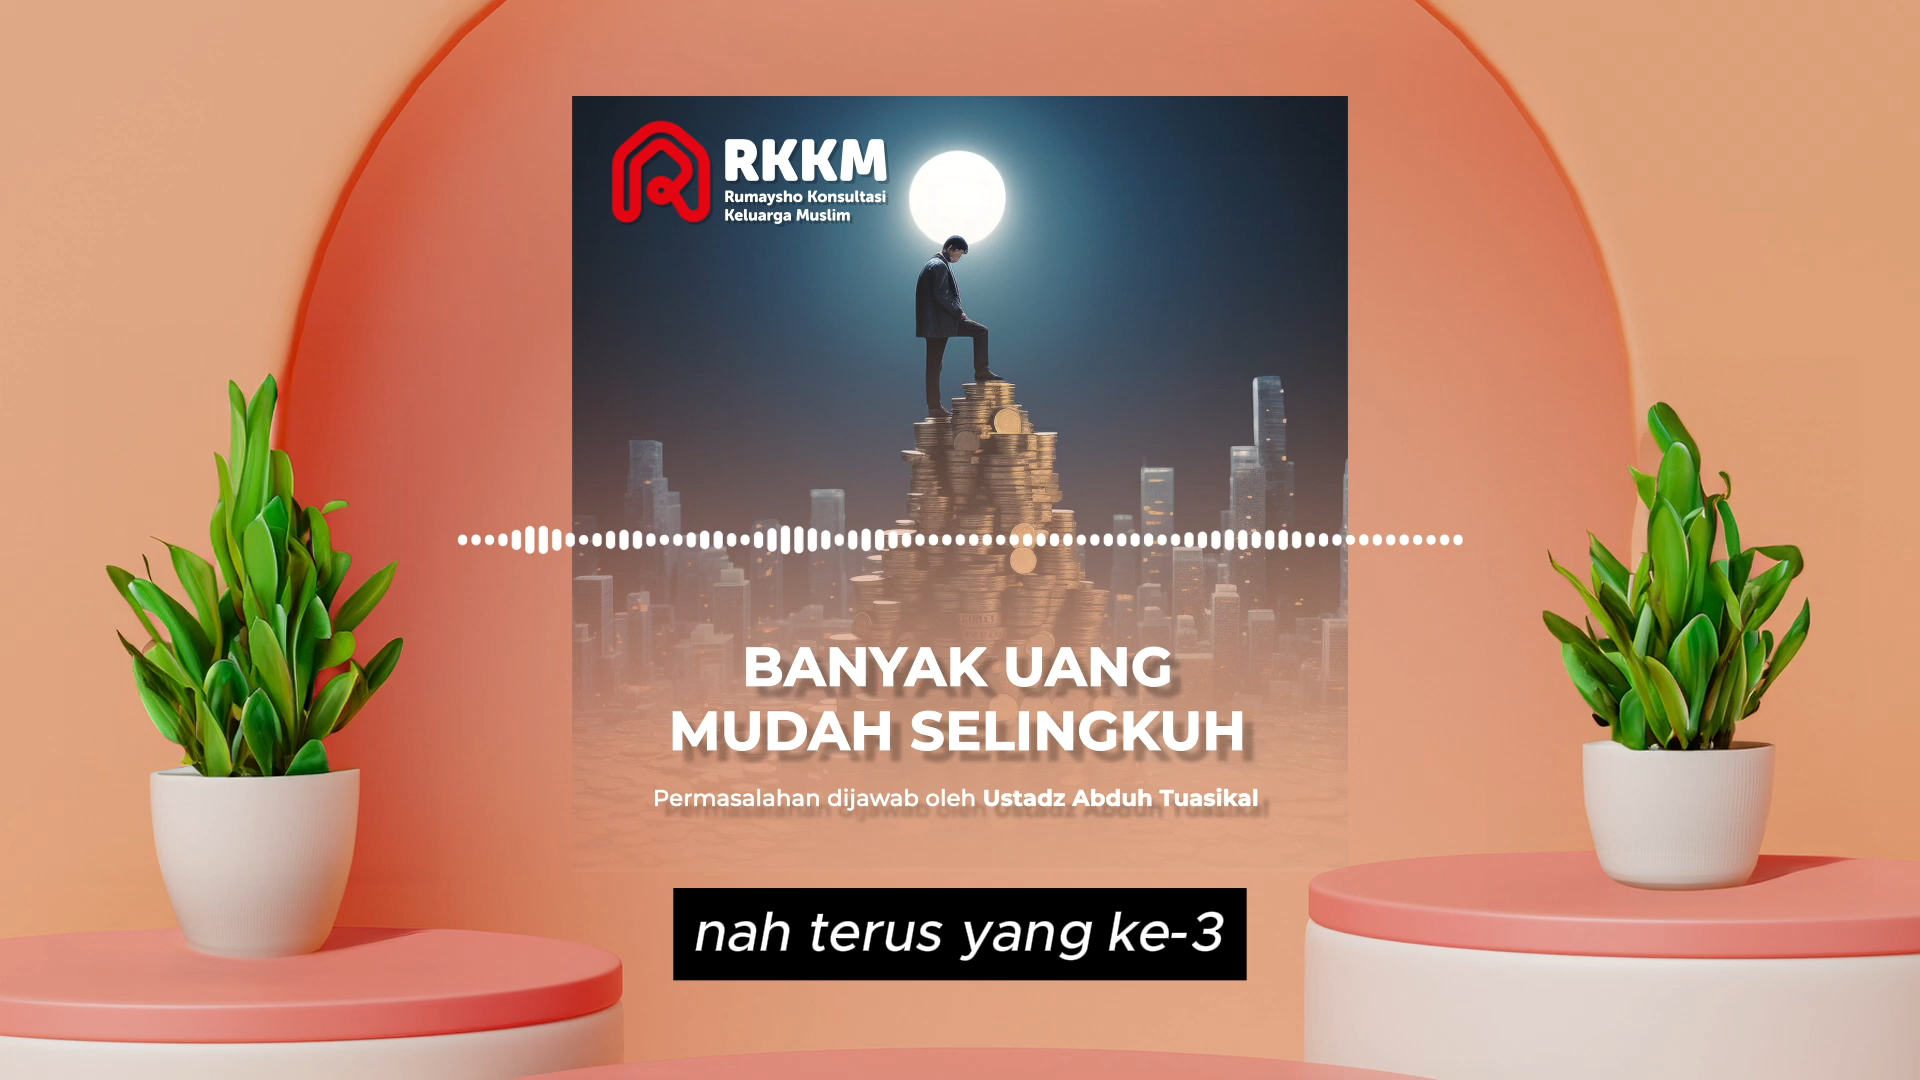 RKKM
Rumaysho Konsultasi
Keluarga Muslim
BANYAK UANG
MUDAH SELINGKUH
Permasalahan dijawab oleh Ustadz Abduh Tuasikal
nah terus yang ke-3